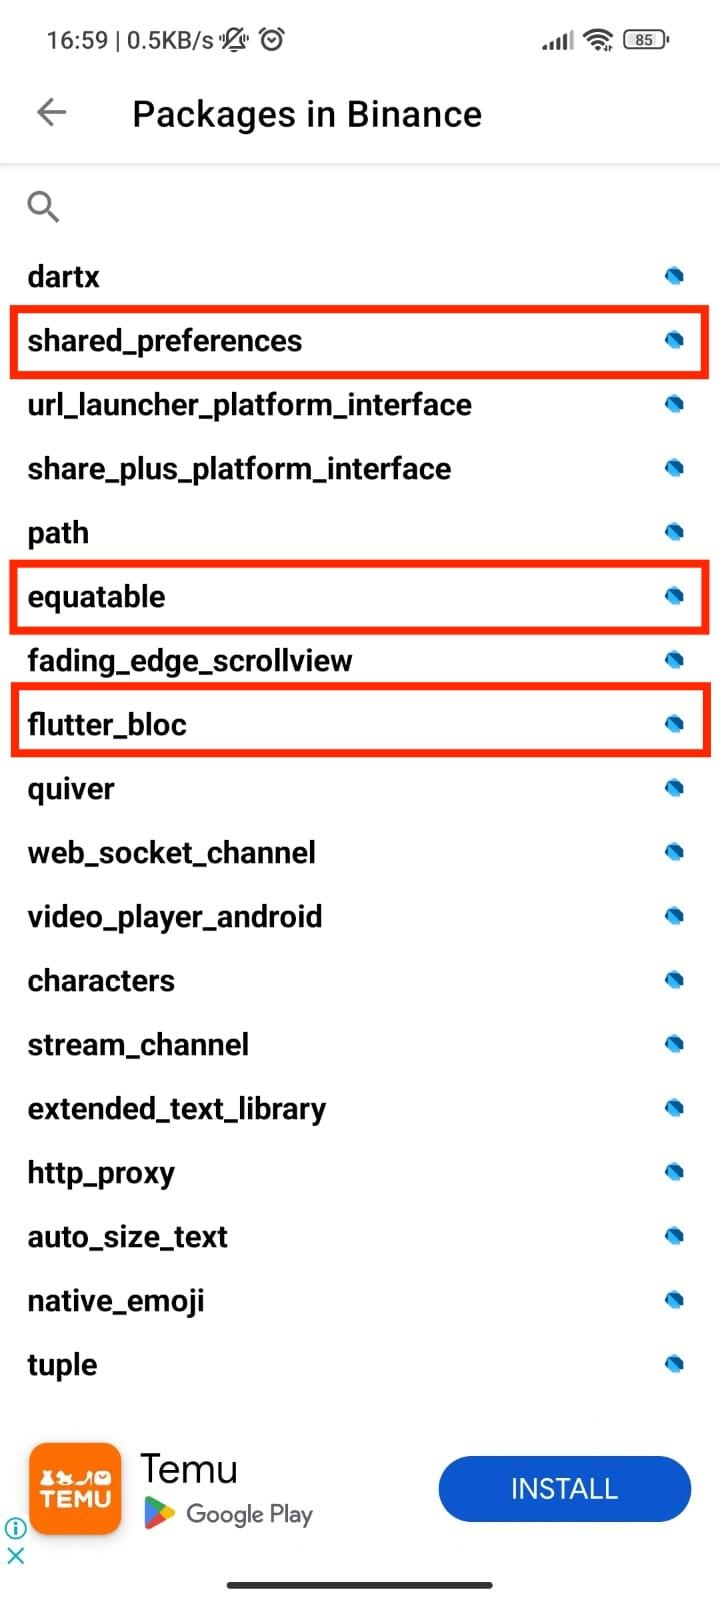 16:59 | 0.5KB/s
85
Packages in Binance
dartx
shared_preferences
url_launcher_platform_interface
share_plus_platform_interface
path
equatable
fading_edge_scrollview
flutter_bloc
quiver
web_socket_channel
video_player_android
characters
stream_channel
extended_text_library
http_proxy
auto_size_text
native_emoji
tuple
TEMU
Temu
Google Play
INSTALL